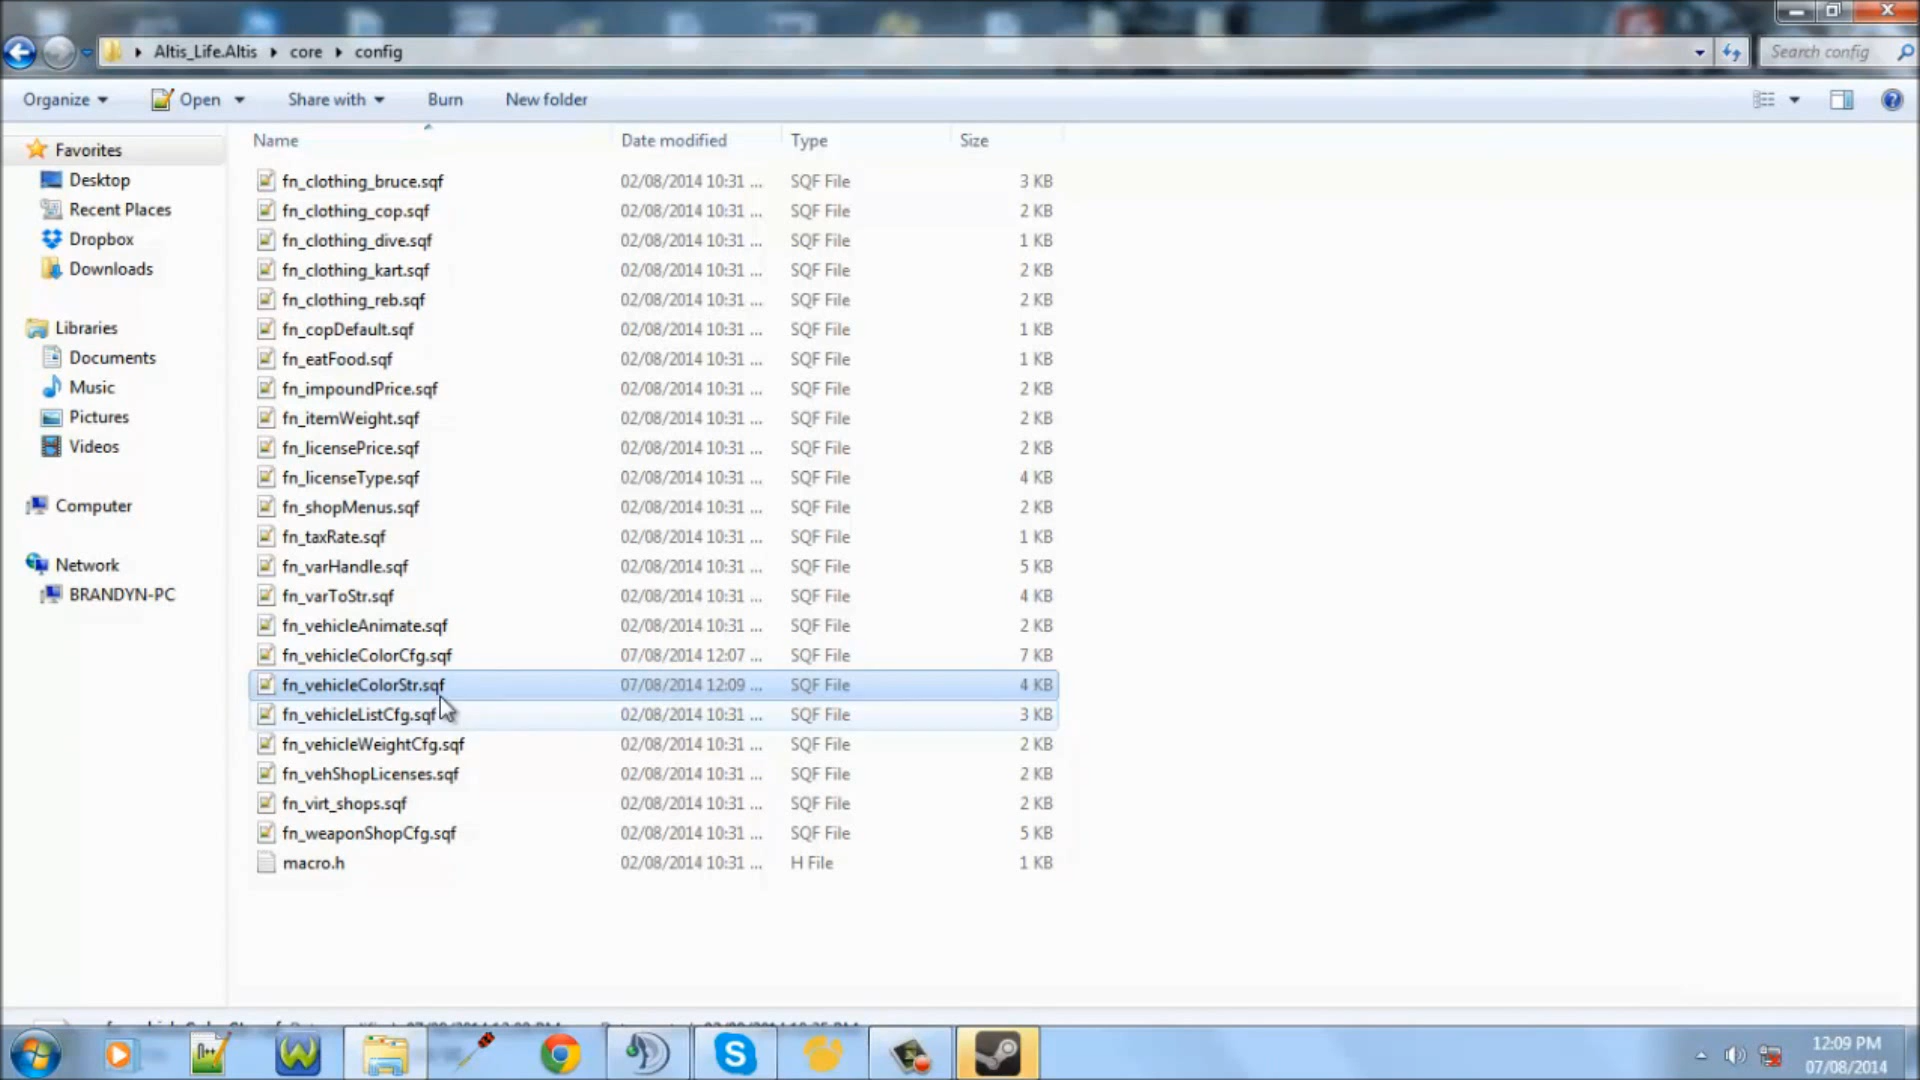 Altis_Life.Altis core config
Search config
Organize Open Share with Burn New folder
Name Date modified Type Size
Favorites
Desktop
Recent Places
Dropbox
Downloads
Libraries
Documents
Music
Pictures
Videos
Computer
Network
BRANDYN-PC
fn_clothing_bruce.sqf 02/08/2014 10:31 ... SQF File 3 KB
fn_clothing_cop.sqf 02/08/2014 10:31 ... SQF File 2 KB
fn_clothing_dive.sqf 02/08/2014 10:31 ... SQF File 1 KB
fn_clothing_kart.sqf 02/08/2014 10:31 ... SQF File 2 KB
fn_clothing_reb.sqf 02/08/2014 10:31 ... SQF File 2 KB
fn_copDefault.sqf 02/08/2014 10:31 ... SQF File 1 KB
fn_eatFood.sqf 02/08/2014 10:31 ... SQF File 1 KB
fn_impoundPrice.sqf 02/08/2014 10:31 ... SQF File 2 KB
fn_itemWeight.sqf 02/08/2014 10:31 ... SQF File 2 KB
fn_licensePrice.sqf 02/08/2014 10:31 ... SQF File 2 KB
fn_licenseType.sqf 02/08/2014 10:31 ... SQF File 4 KB
fn_shopMenus.sqf 02/08/2014 10:31 ... SQF File 2 KB
fn_taxRate.sqf 02/08/2014 10:31 ... SQF File 1 KB
fn_varHandle.sqf 02/08/2014 10:31 ... SQF File 5 KB
fn_varToStr.sqf 02/08/2014 10:31 ... SQF File 4 KB
fn_vehicleAnimate.sqf 02/08/2014 10:31 ... SQF File 2 KB
fn_vehicleColorCfg.sqf 07/08/2014 12:07 ... SQF File 7 KB
fn_vehicleColorStr.sqf 07/08/2014 12:09 ... SQF File 4 KB
fn_vehicleListCfg.sqf 02/08/2014 10:31 ... SQF File 3 KB
fn_vehicleWeightCfg.sqf 02/08/2014 10:31 ... SQF File 2 KB
fn_vehShopLicenses.sqf 02/08/2014 10:31 ... SQF File 2 KB
fn_virt_shops.sqf 02/08/2014 10:31 ... SQF File 2 KB
fn_weaponShopCfg.sqf 02/08/2014 10:31 ... SQF File 5 KB
macro.h 02/08/2014 10:31 ... H File 1 KB
12:09 PM
07/08/2014